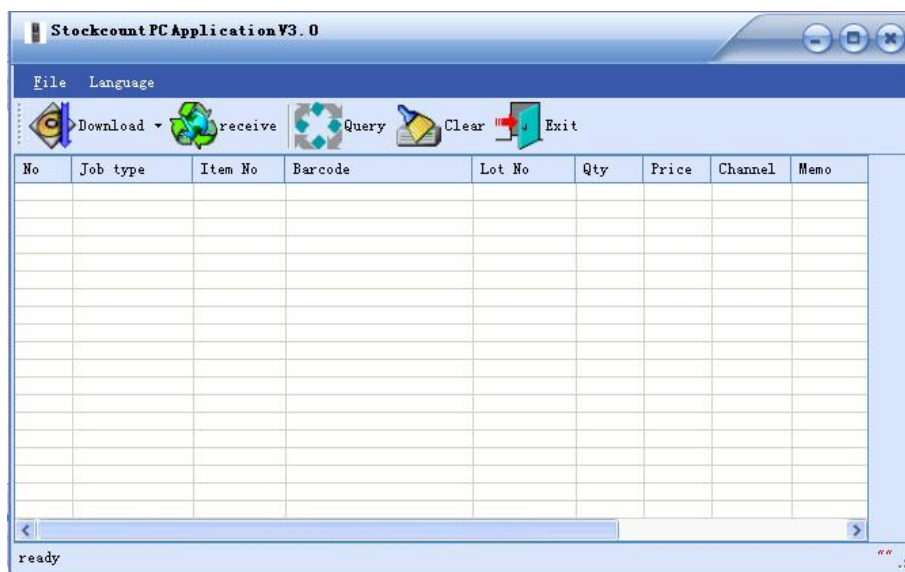 Stockcount PC Application V3.0
File Language
Download receive Query Clear Exit
No Job type Item No Barcode Lot No Qty Price Channel Memo
ready ""